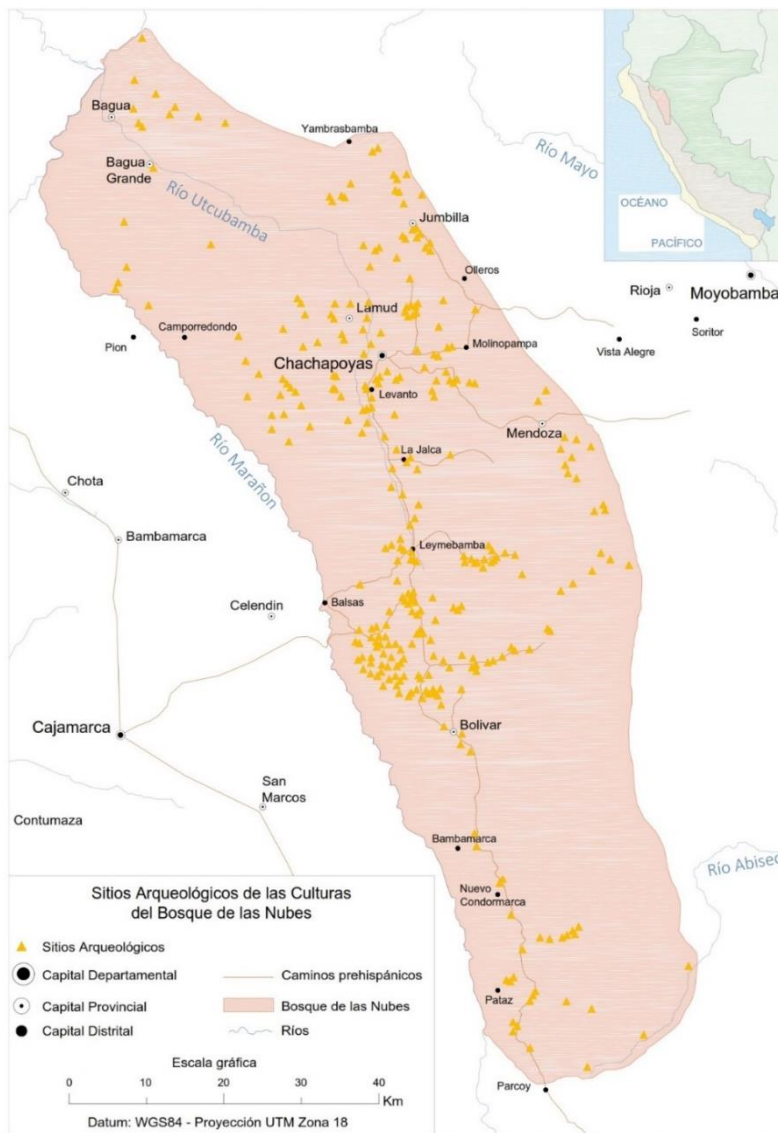 Bagua
Bagua
Grande
Yambrasbamba
Río Mayo
OCÉANO
PACÍFICO
Río Utcubamba
Jumbilla
Olleros
Rioja
Moyobamba
Soritor
Lamud
Pion
Camporredondo
Molinopampa
Vista Alegre
Chachapoyas
Levanto
Mendoza
Río Marañon
La Jalca
Chota
Bambamarca
Leymebamba
Celendin
Balsas
Cajamarca
Bolivar
San
Marcos
Contumaza
Bambamarca
Río Abiseo
Nuevo
Condormarca
Pataz
Parcoy
Sitios Arqueológicos de las Culturas
del Bosque de las Nubes
Sitios Arqueológicos
Capital Departamental
Caminos prehispánicos
Capital Provincial
Bosque de las Nubes
Capital Distrital
Ríos
Escala gráfica
0 10 20 40
Km
Datum: WGS84 - Proyección UTM Zona 18